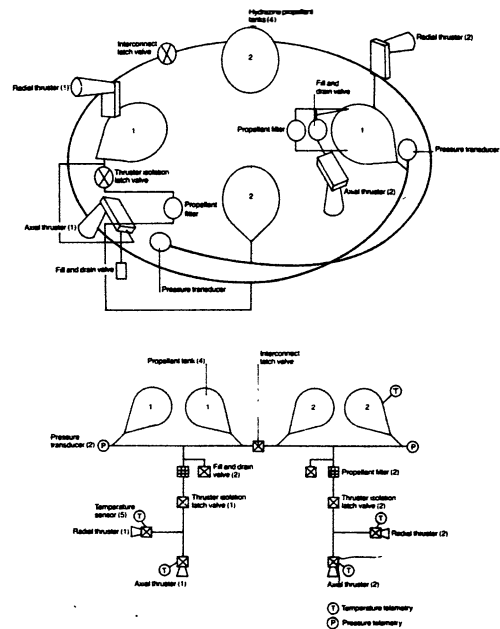 Hydrazone propellant
tanks (4)
Interconnect
latch valve
Radial thruster (2)
2
Radial thruster (1)
Fill and
drain valve
1
Propellant filter
1
Pressure transducer
Thruster isolation
latch valve
2
Propellant
filter
Axial thruster (2)
Axial thruster (1)
Fill and drain valve
Pressure transducer
Interconnect
latch valve
Propellant tank (4)
T
1
1
2
2
Pressure
transducer (2)
P
P
Fill and drain
valve (2)
Propellant filter (2)
Thruster isolation
latch valve (1)
Thruster isolation
latch valve (2)
Temperature
sensor (5)
T
T
Radial thruster (1)
Radial thruster (2)
T
T
Axial thruster (1)
Axial thruster (2)
T Temperature telemetry
P Pressure telemetry